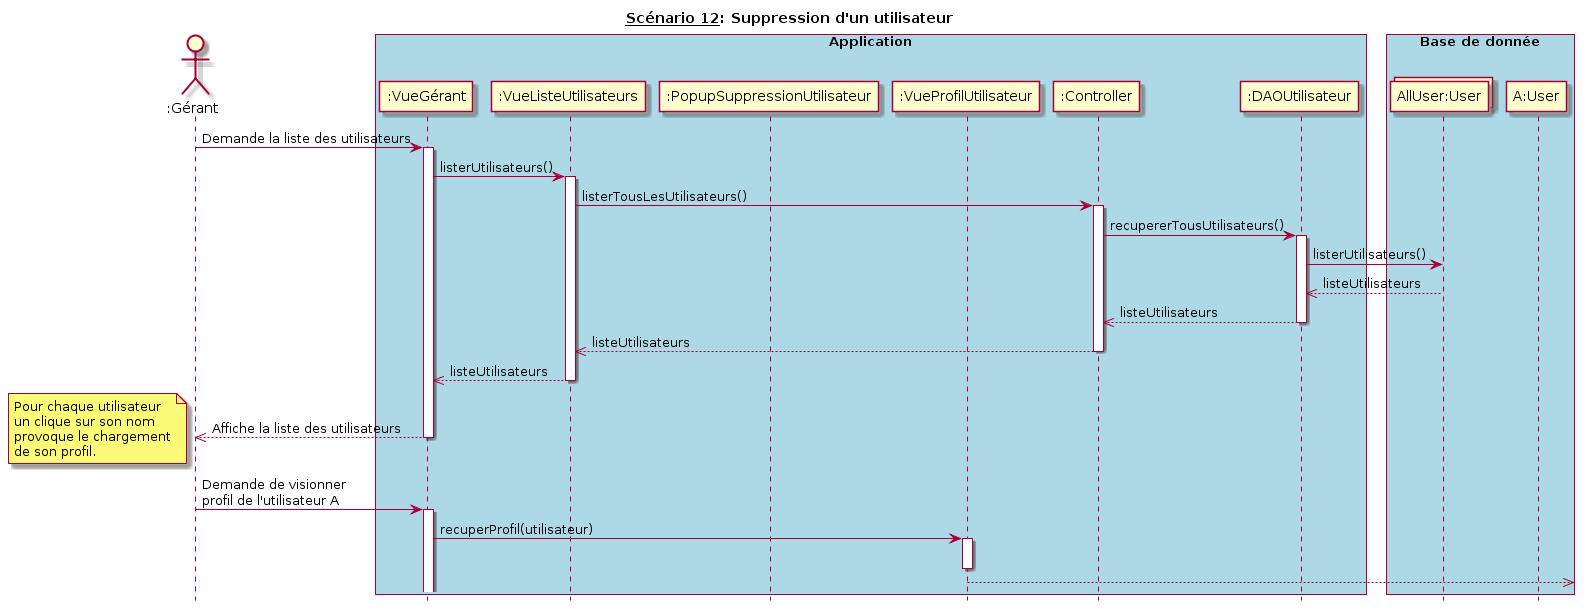 Scénario 12: Suppression d'un utilisateur
Application
Base de donnée
:Gérant
:VueGérant
:VueListeUtilisateurs
:PopupSuppressionUtilisateur
:VueProfilUtilisateur
:Controller
:DAOUtilisateur
AllUser:User
A:User
Demande la liste des utilisateurs
listerUtilisateurs()
listerTousLesUtilisateurs()
recupererTousUtilisateurs()
listerUtilisateurs()
listeUtilisateurs
listeUtilisateurs
listeUtilisateurs
listeUtilisateurs
Pour chaque utilisateur
un clique sur son nom
provoque le chargement
de son profil.
Affiche la liste des utilisateurs
Demande de visionner
profil de l'utilisateur A
recuperProfil(utilisateur)